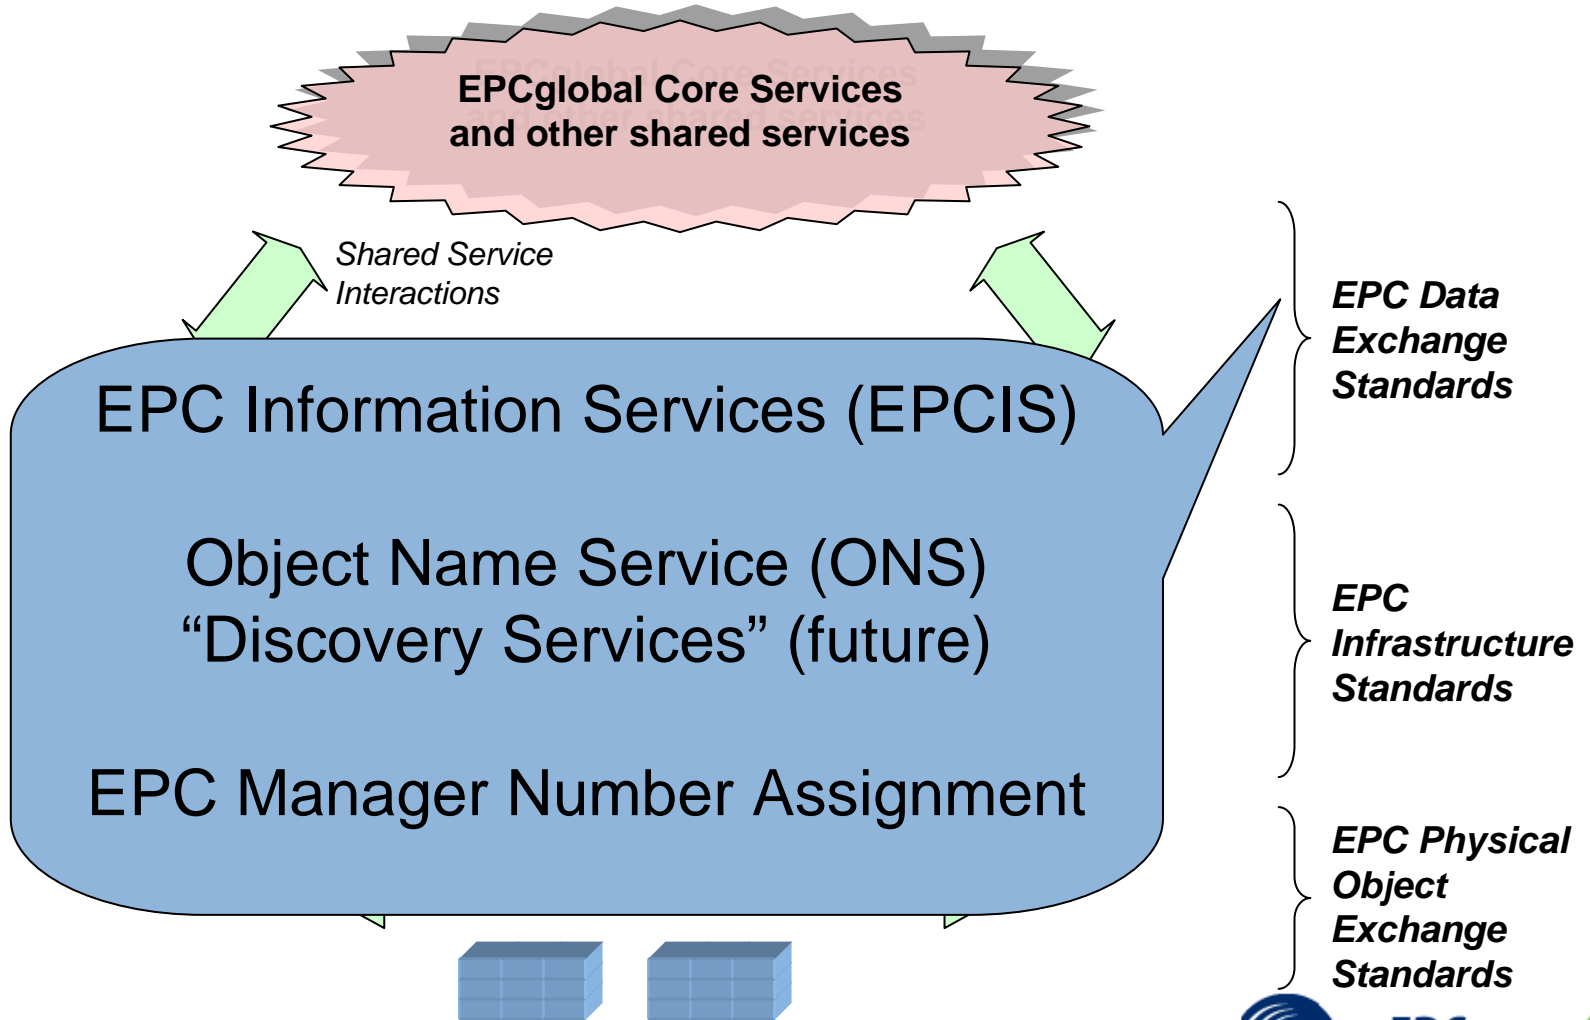 EPCglobal Core Services
and other shared services
Shared Service
Interactions
EPC Information Services (EPCIS)
Object Name Service (ONS)
“Discovery Services” (future)
EPC Manager Number Assignment
EPC Data
Exchange
Standards
EPC
Infrastructure
Standards
EPC Physical
Object
Exchange
Standards